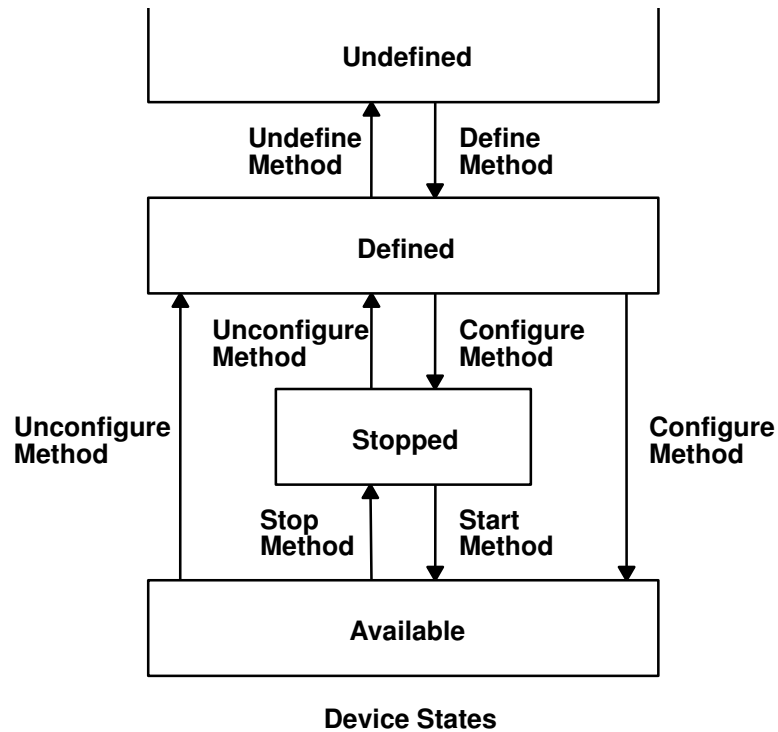 Undefined
Undefine
Method
Define
Method
Defined
Unconfigure
Method
Configure
Method
Unconfigure
Method
Stopped
Configure
Method
Stop
Method
Start
Method
Available
Device States